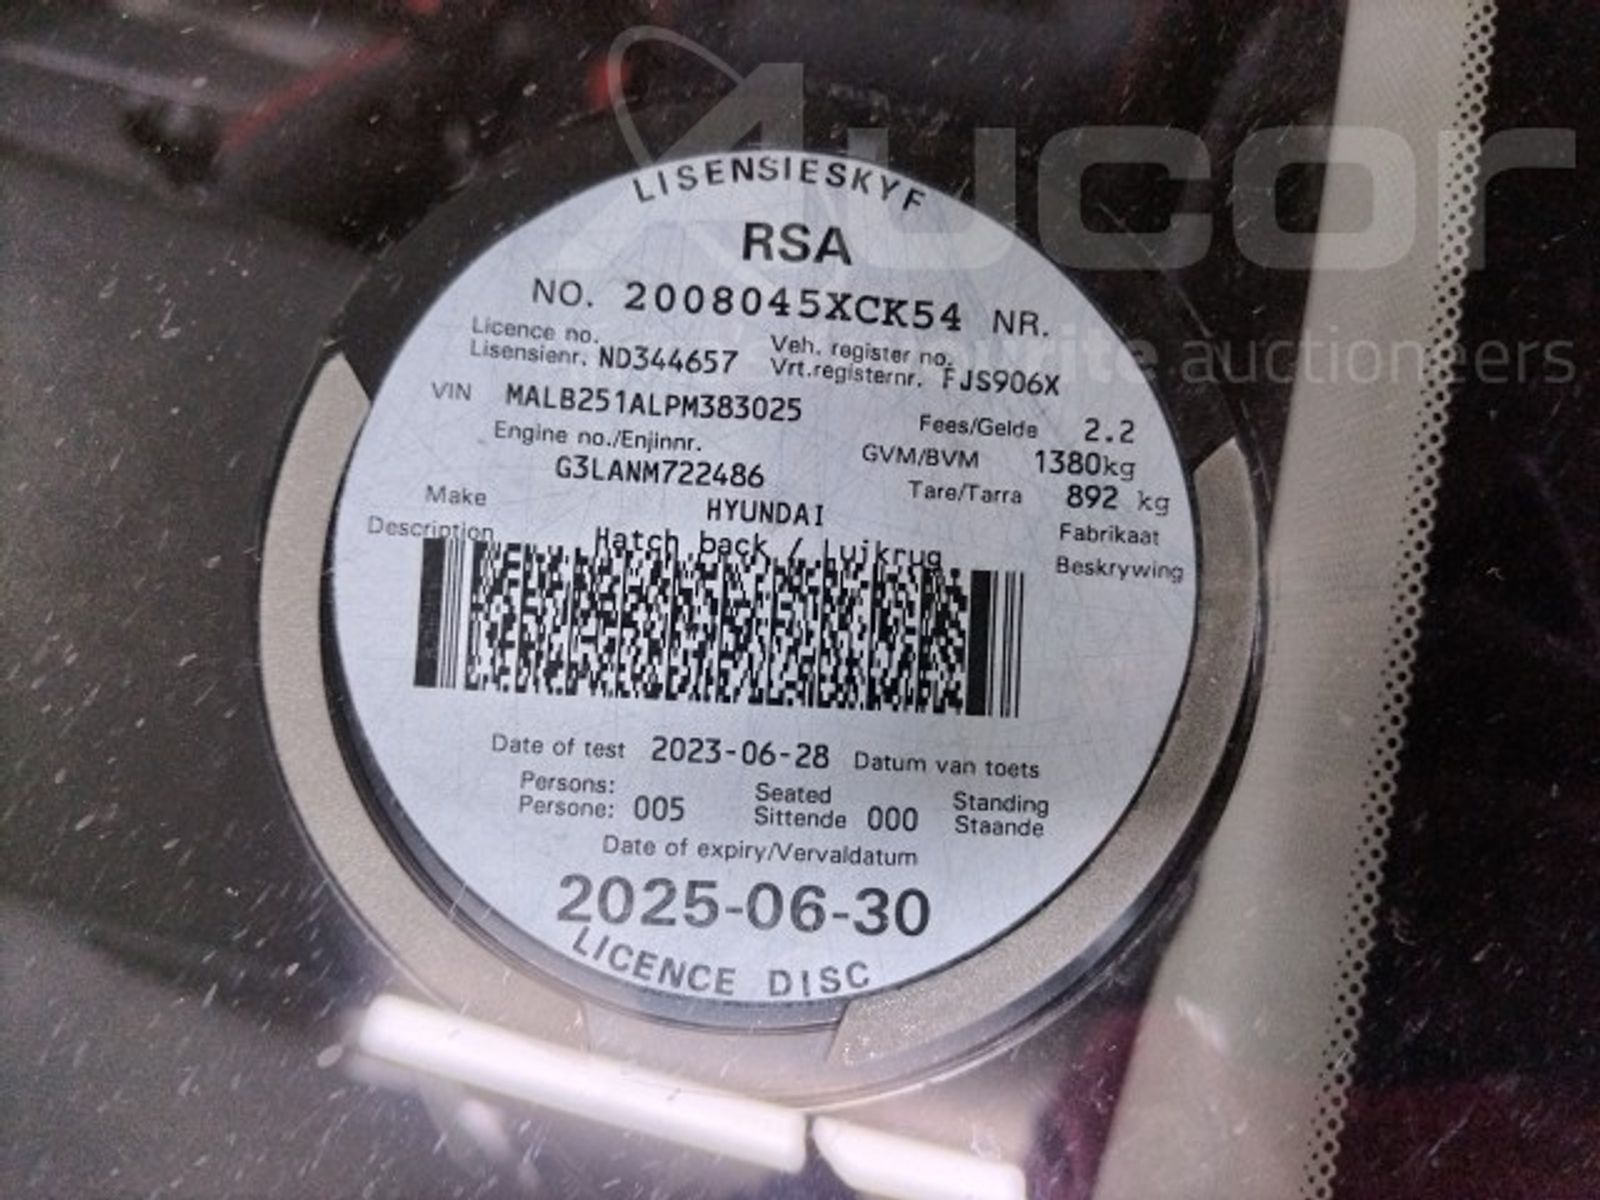 Aucor
LISENSIESKYF
RSA
NO. 2008045XCK54 NR.
Licence no. Veh. register no.
Lisensienr. ND344657 Vrt.registernr. FJS906X
auctioneers
VIN MALB251ALPM383025
Fees/Gelde 2.2
Engine no./Enjinnr. GVM/BVM 1380kg
G3LANM722486 Tare/Tarra 892 kg
Make HYUNDAI Fabrikaat
Description Hatch back / Luikrug Beskrywing
Date of test 2023-06-28 Datum van toets
Persons: Seated Standing
Persone: 005 Sittende 000 Staande
Date of expiry/Vervaldatum
2025-06-30
LICENCE DISC